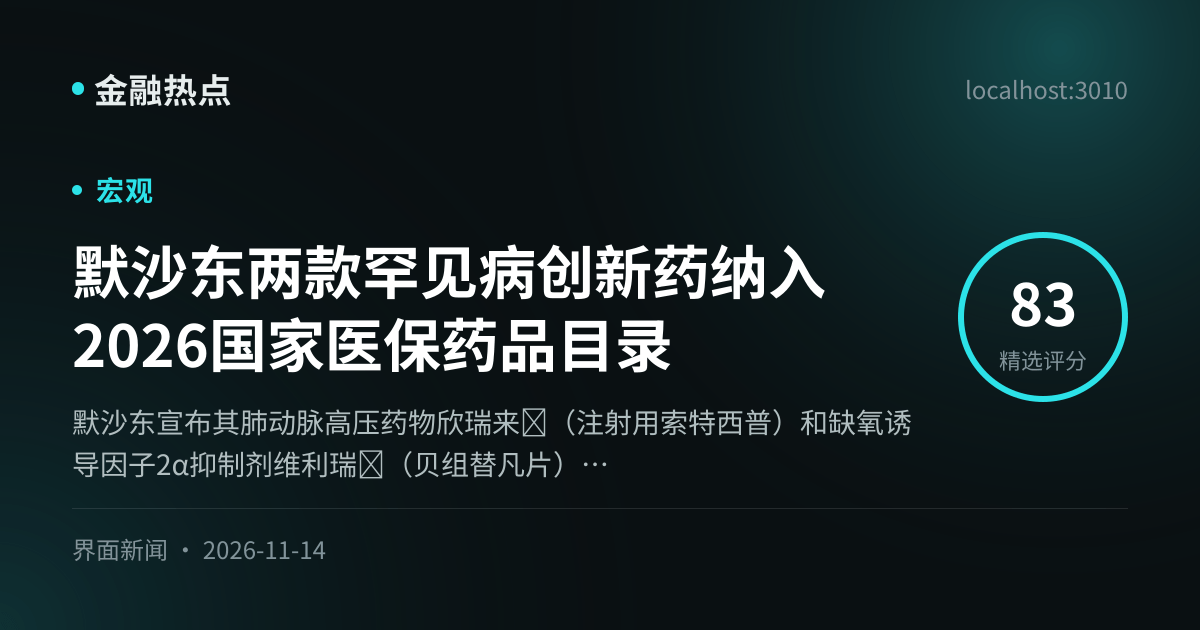 金融热点
localhost:3010
宏观
默沙东两款罕见病创新药纳入
2026国家医保药品目录
83
精选评分
默沙东宣布其肺动脉高压药物欣瑞来（注射用索特西普）和缺氧诱
导因子2α抑制剂维利瑞（贝组替凡片）…
界面新闻 · 2026-11-14